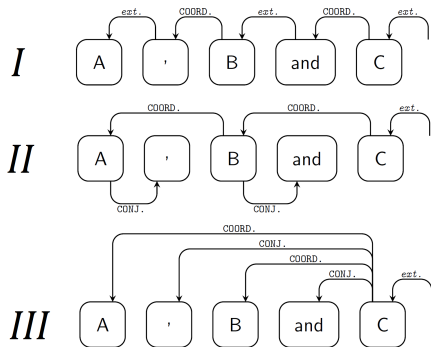 ext. COORD. ext. COORD. ext.
I A , B and C
COORD. COORD. ext.
II A , B and C
CONJ. CONJ.
COORD.
CONJ.
COORD.
CONJ. ext.
III A , B and C